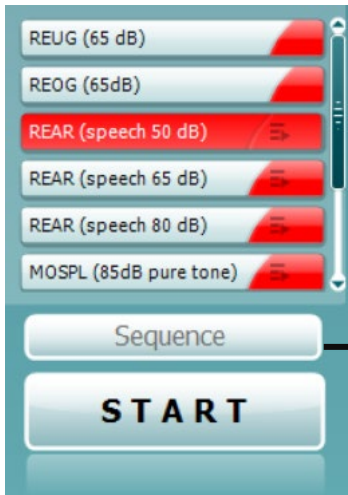 REUG (65 dB)
REOG (65dB)
REAR (speech 50 dB)
REAR (speech 65 dB)
REAR (speech 80 dB)
MOSPL (85dB pure tone)
Sequence
START